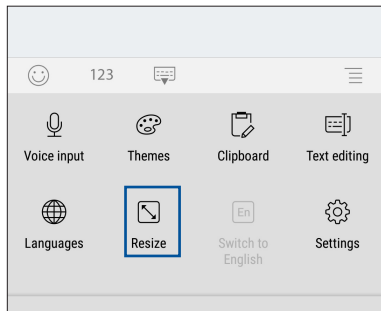 123
Voice input Themes Clipboard Text editing
En
Languages Resize Switch to English Settings